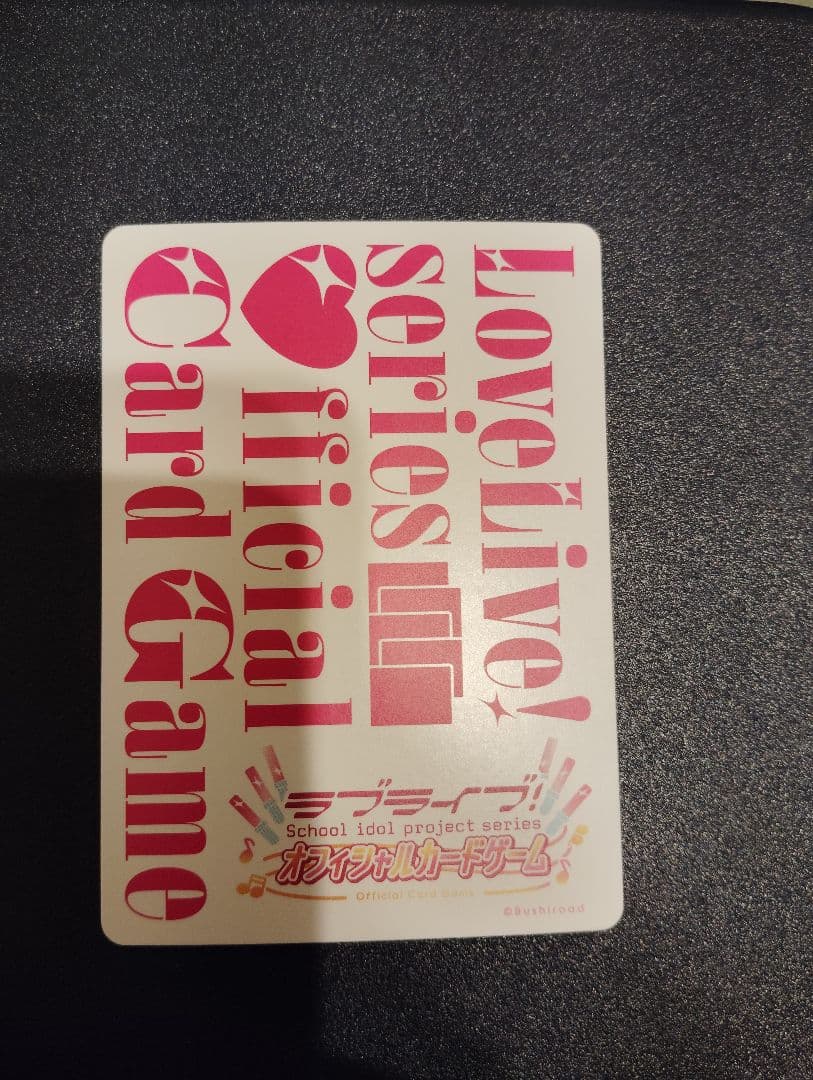 LoveLive!
series
Official
Card Game
ラブライブ!
School idol project series
オフィシャルカードゲーム
Official Card Game
©Bushiroad